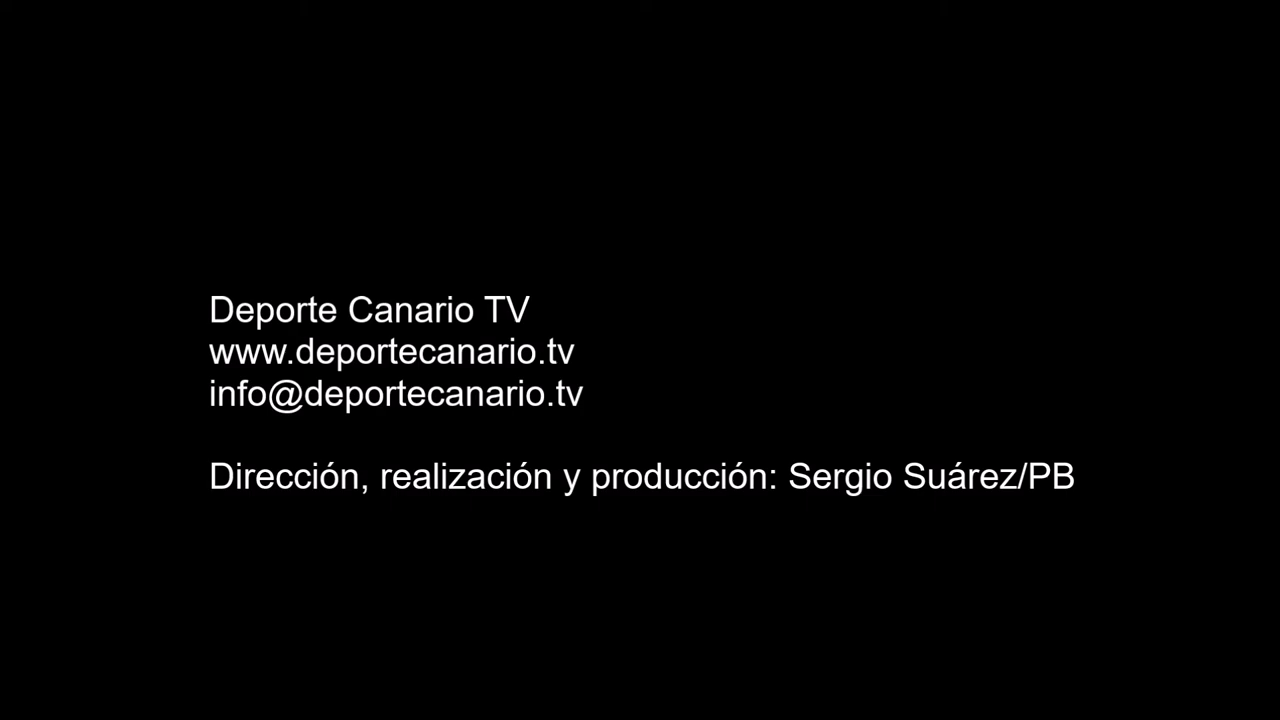 Deporte Canario TV
www.deportecanario.tv
info@deportecanario.tv
Dirección, realización y producción: Sergio Suárez/PB